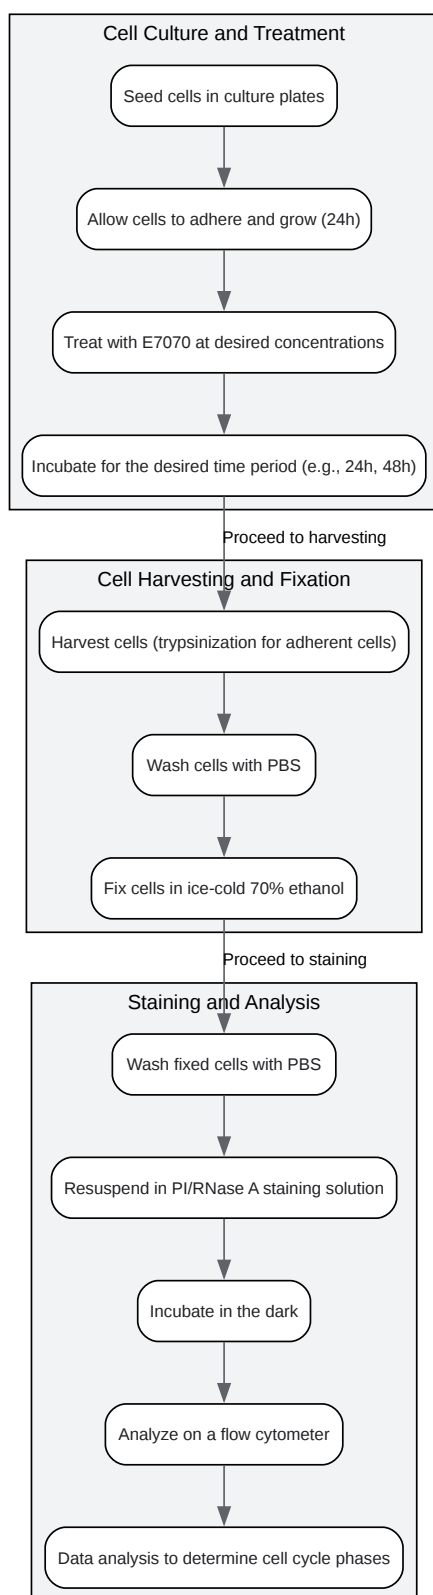 Cell Culture and Treatment
Seed cells in culture plates
Allow cells to adhere and grow (24h)
Treat with E7070 at desired concentrations
Incubate for the desired time period (e.g., 24h, 48h)
Proceed to harvesting
Cell Harvesting and Fixation
Harvest cells (trypsinization for adherent cells)
Wash cells with PBS
Fix cells in ice-cold 70% ethanol
Proceed to staining
Staining and Analysis
Wash fixed cells with PBS
Resuspend in PI/RNase A staining solution
Incubate in the dark
Analyze on a flow cytometer
Data analysis to determine cell cycle phases